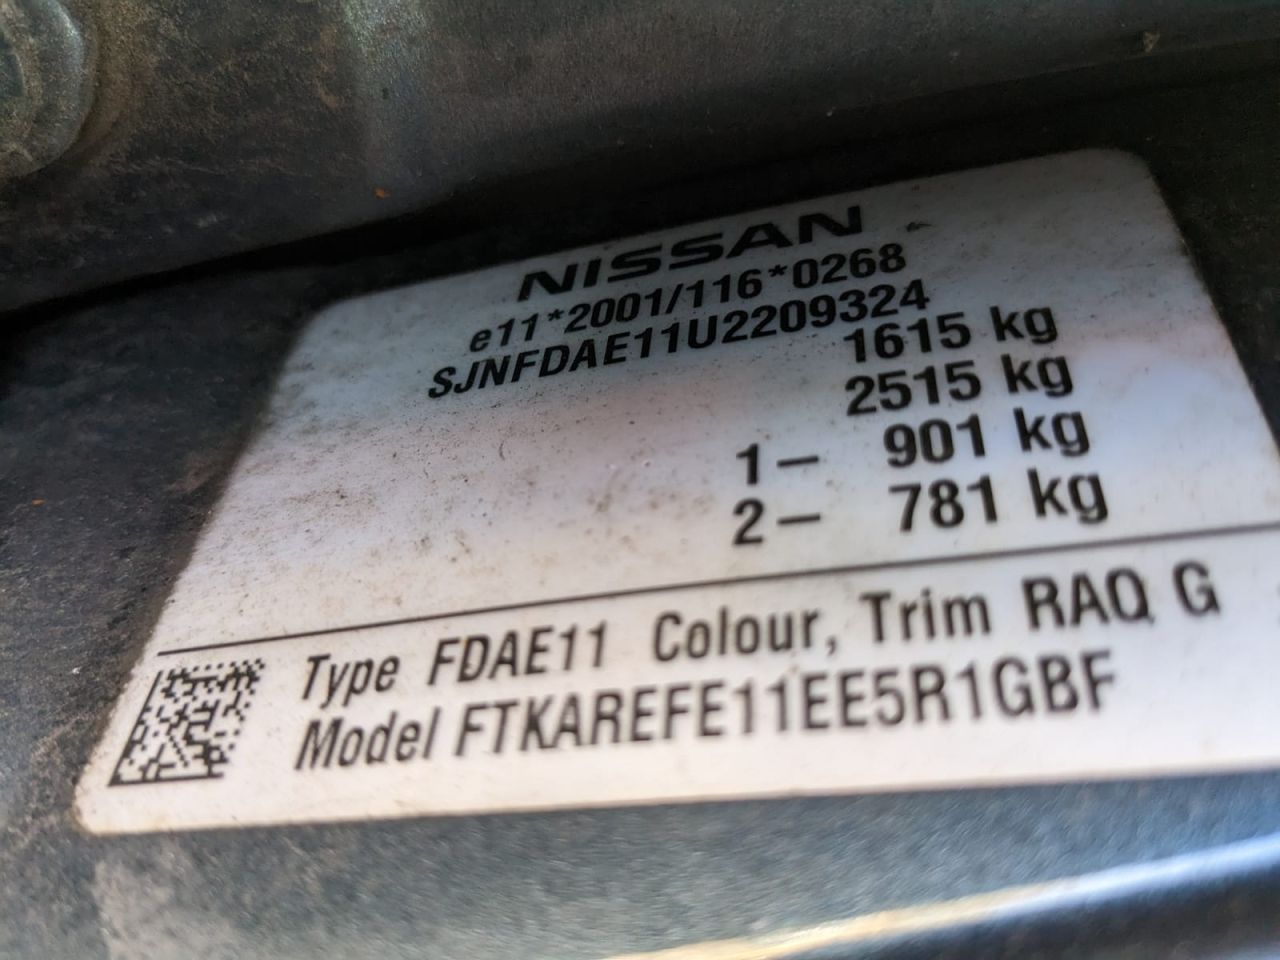 NISSAN
e11*2001/116*0268
SJNFDAE11U2209324
1615 kg
2515 kg
1– 901 kg
2– 781 kg
Type FDAE11 Colour, Trim RAQ G
Model FTKAREFE11EE5R1GBF